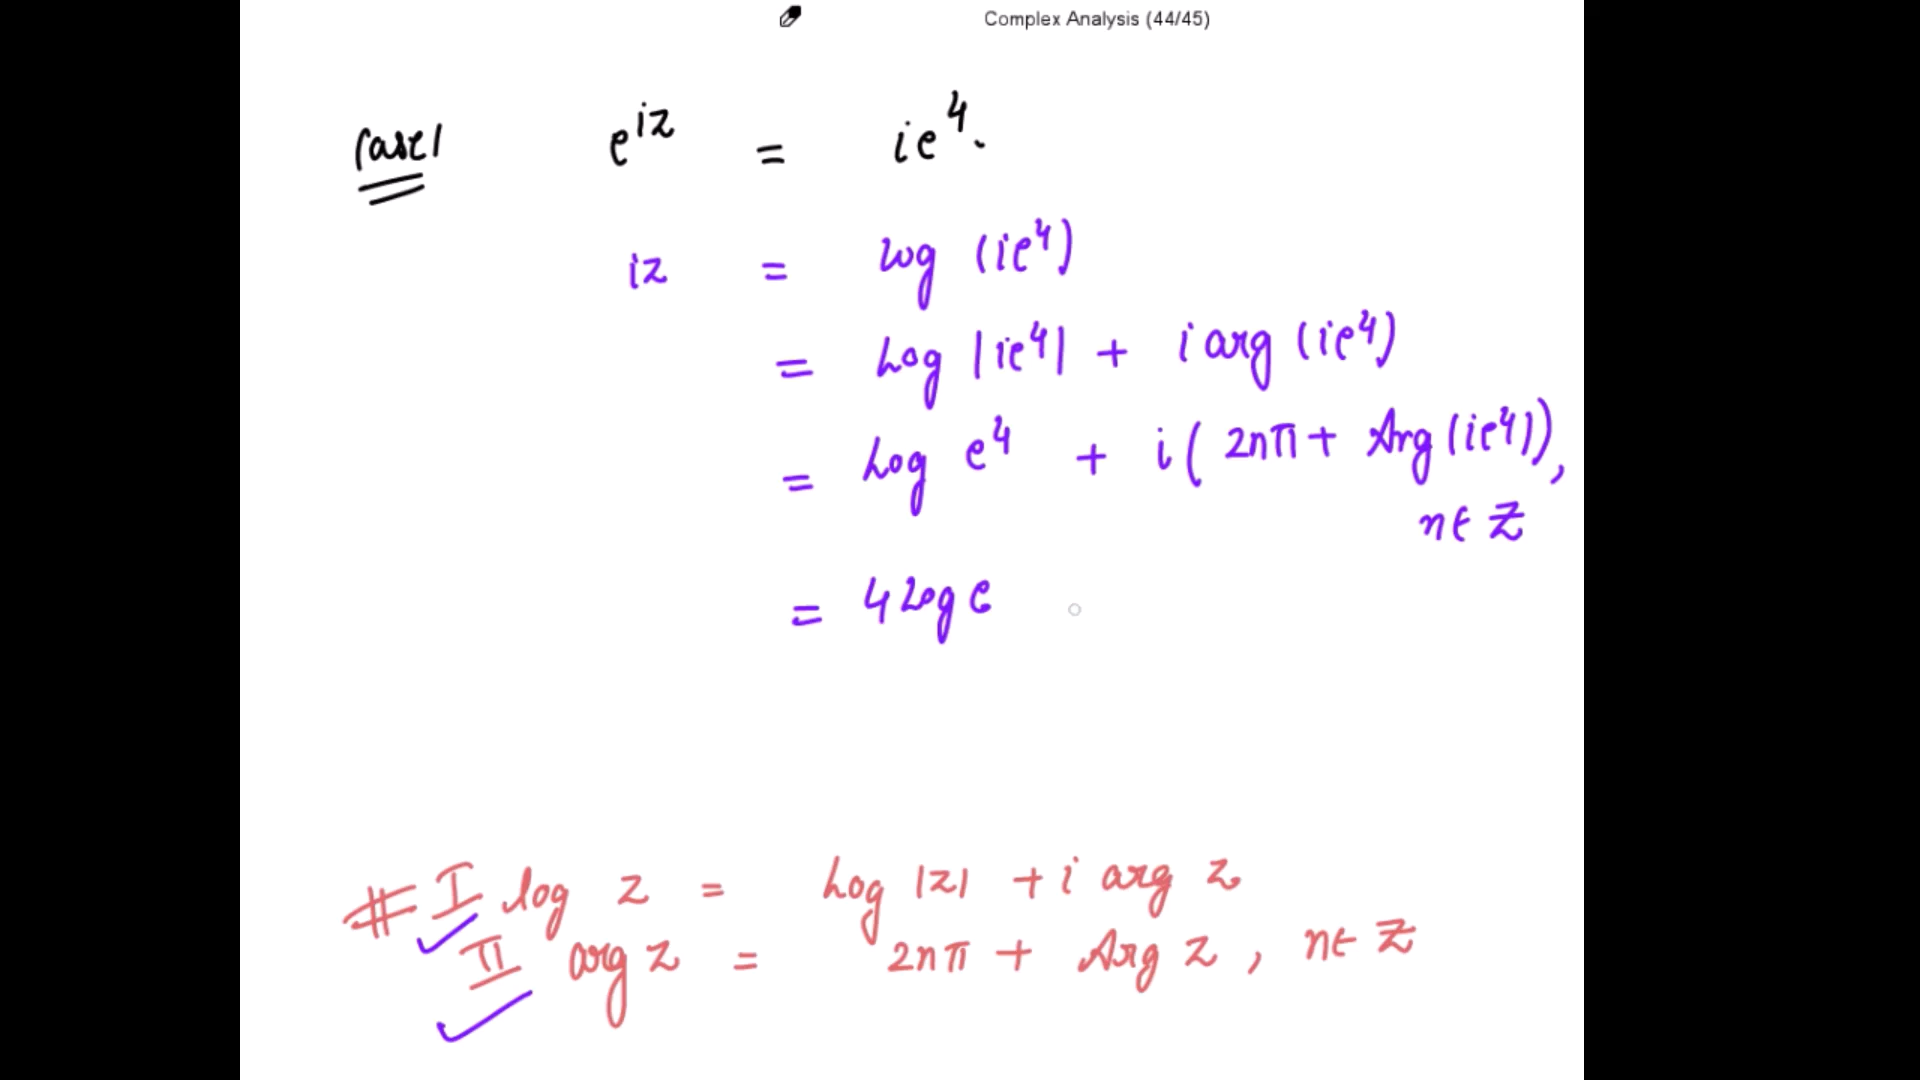 Complex Analysis (44/45)
Case 1 e^{iz} = ie^4.
iz = log (ie^4)
= Log |ie^4| + i arg (ie^4)
= Log e^4 + i(2nπ + Arg(ie^4)),
n∈ℤ
= 4 Log e
# I log z = Log |z| + i arg z
II arg z = 2nπ + Arg z, n∈ℤ